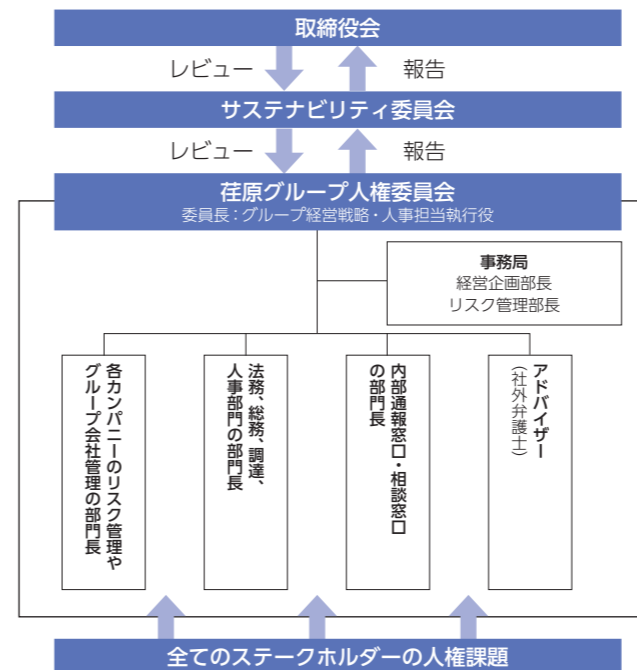 取締役会
レビュー 報告
サステナビリティ委員会
レビュー 報告
荏原グループ人権委員会
委員長：グループ経営戦略・人事担当執行役
事務局
経営企画部長
リスク管理部長
各カンパニーのリスク管理や
グループ会社管理の部門長
法務、総務、調達、
人事部門の部門長
内部通報窓口・相談窓口
の部門長
アドバイザー
（社外弁護士）
全てのステークホルダーの人権課題